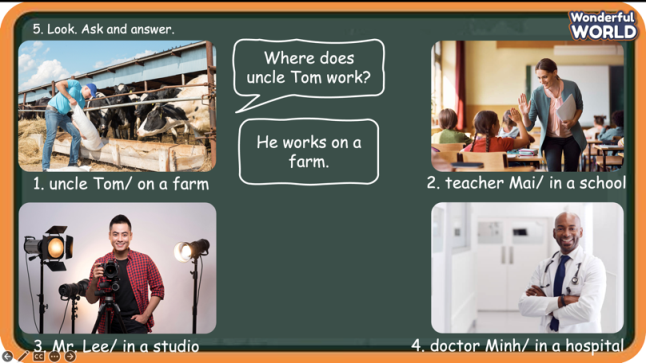 5. Look. Ask and answer.
Wonderful
WORLD
Where does
uncle Tom work?
He works on a
farm.
1. uncle Tom/ on a farm
2. teacher Mai/ in a school
3. Mr. Lee/ in a studio
4. doctor Minh/ in a hospital
CC